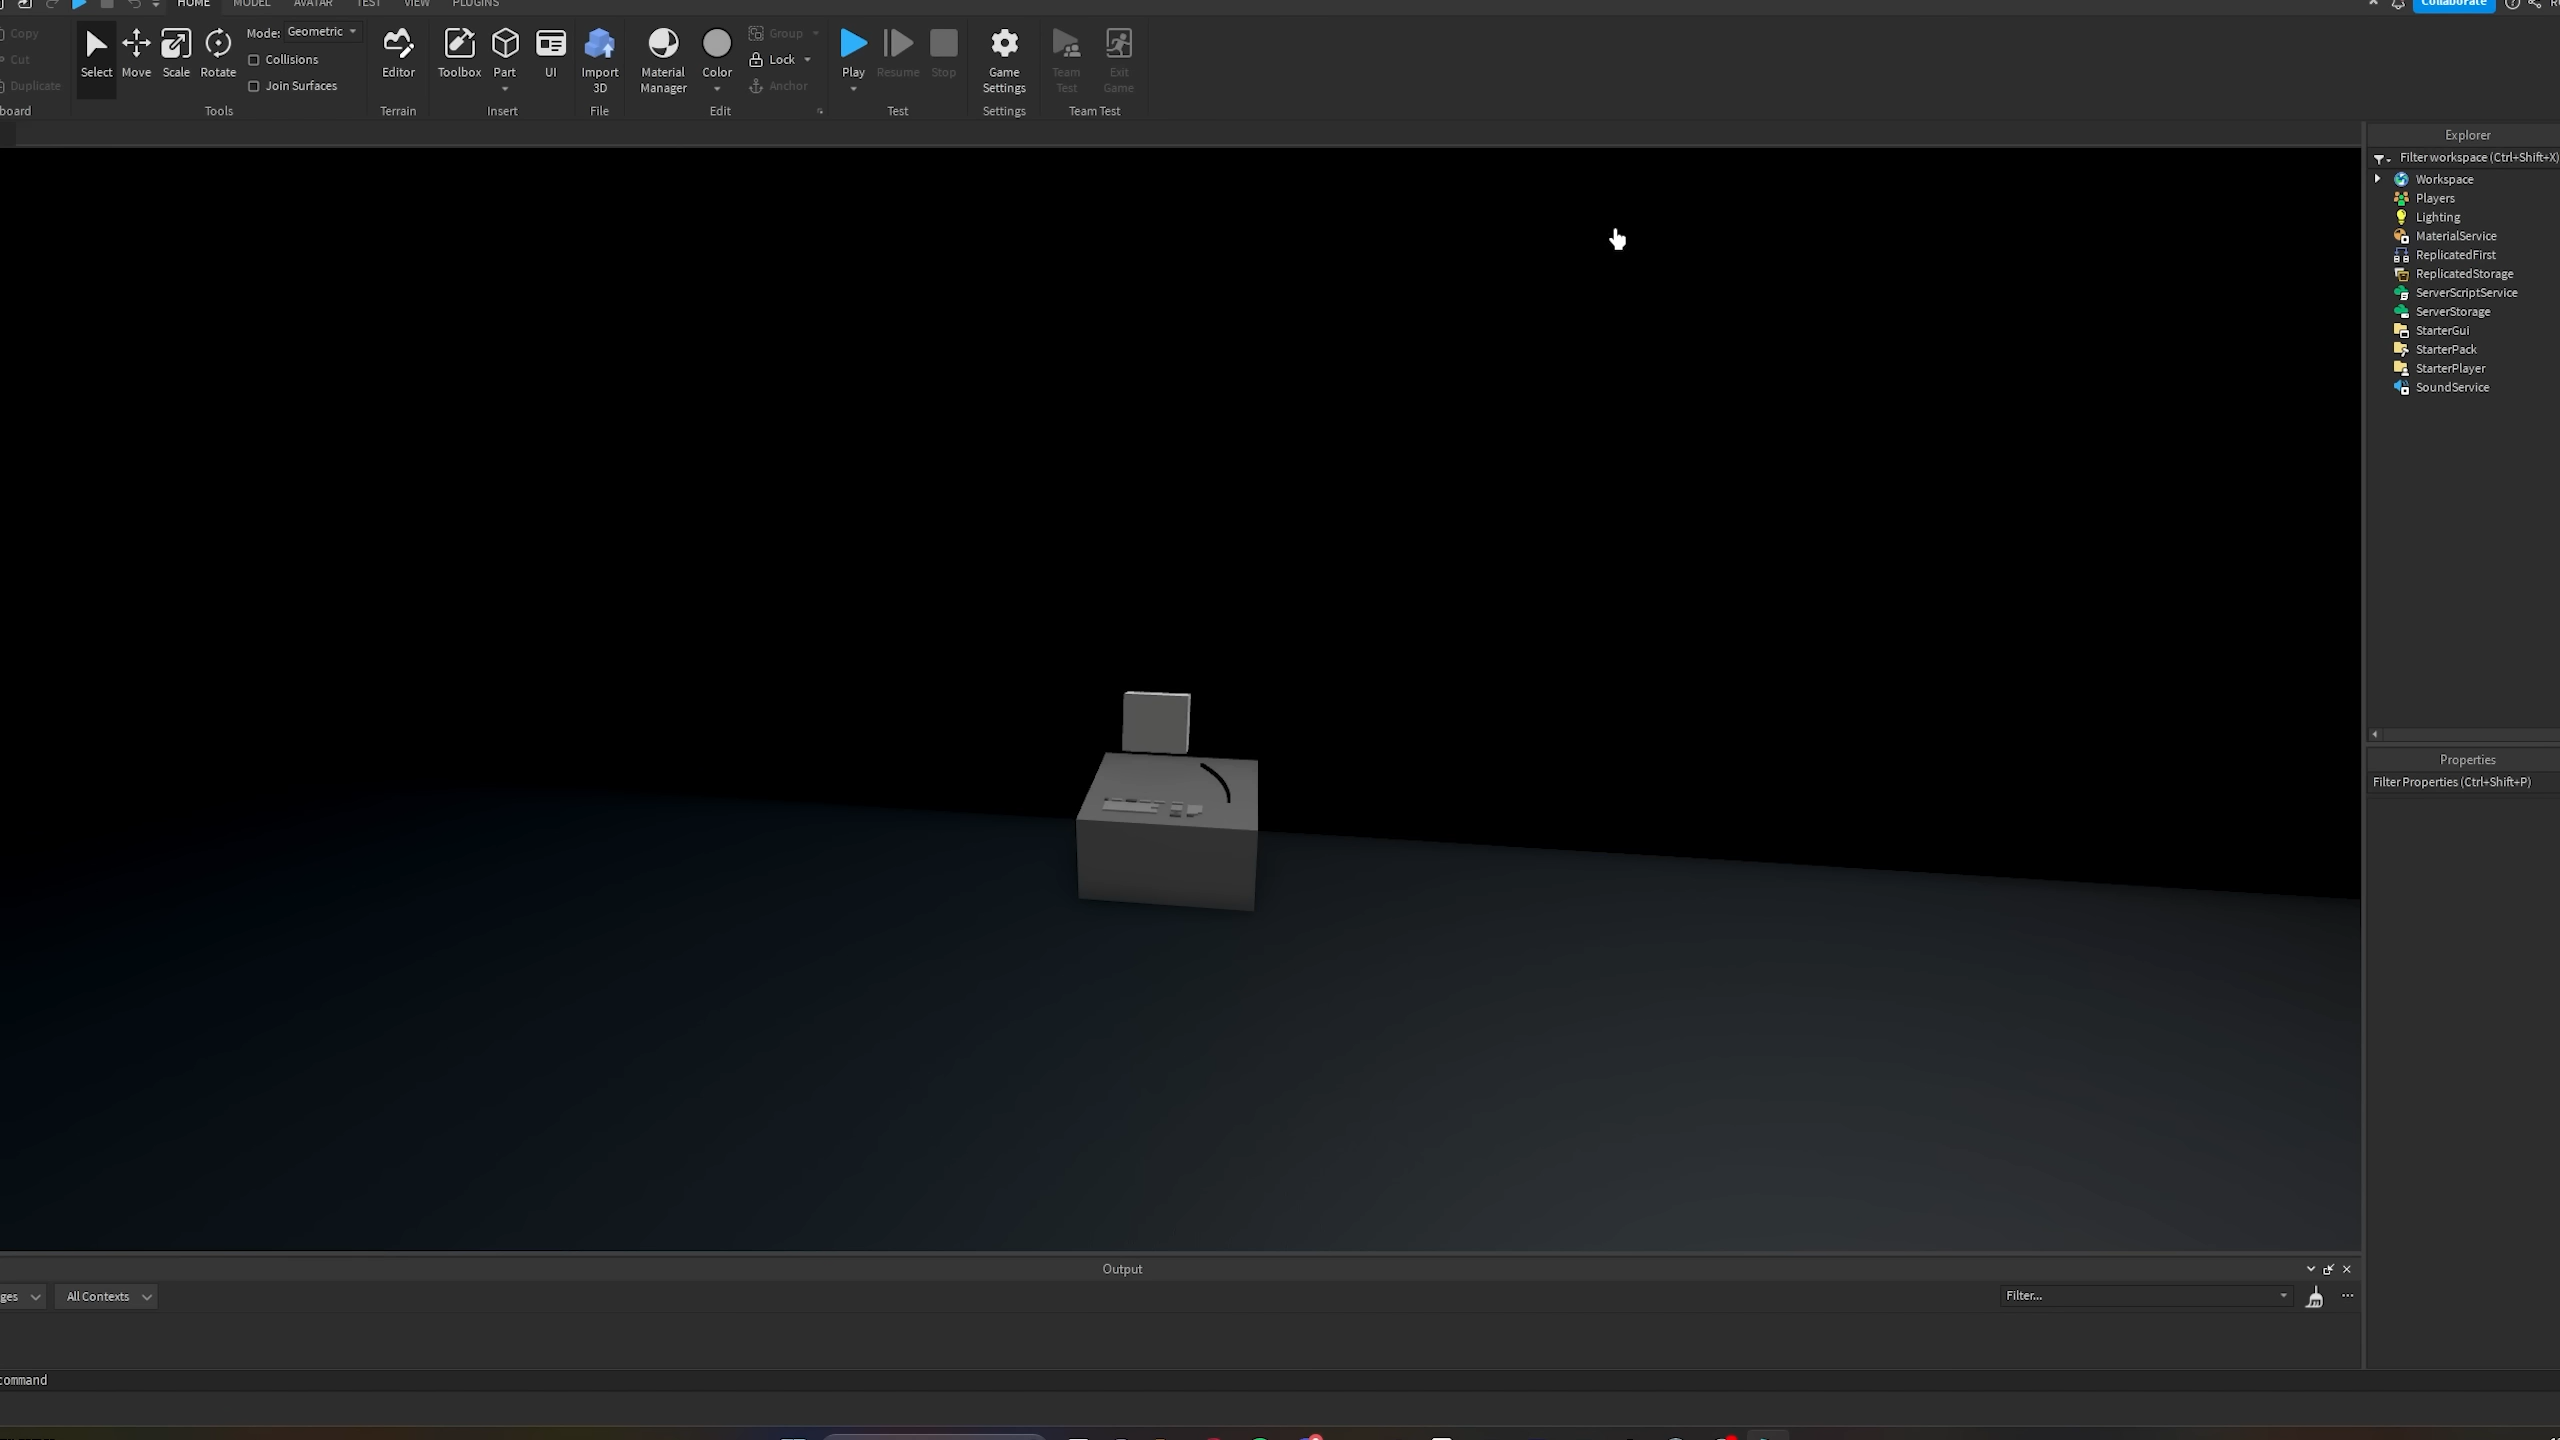 HOME MODEL AVATAR TEST VIEW PLUGINS
Collaborate
Copy
Cut
Duplicate
Select Move Scale Rotate
Mode: Geometric
Collisions
Join Surfaces
Editor
Toolbox Part UI
Import
3D
Material
Manager
Color
Group
Lock
Anchor
Play Resume Stop
Game
Settings
Team
Test
Exit
Game
board Tools Terrain Insert File Edit Test Settings Team Test
Explorer
Filter workspace (Ctrl+Shift+X)
Workspace
Players
Lighting
MaterialService
ReplicatedFirst
ReplicatedStorage
ServerScriptService
ServerStorage
StarterGui
StarterPack
StarterPlayer
SoundService
Properties
Filter Properties (Ctrl+Shift+P)
Output
ges All Contexts Filter...
command